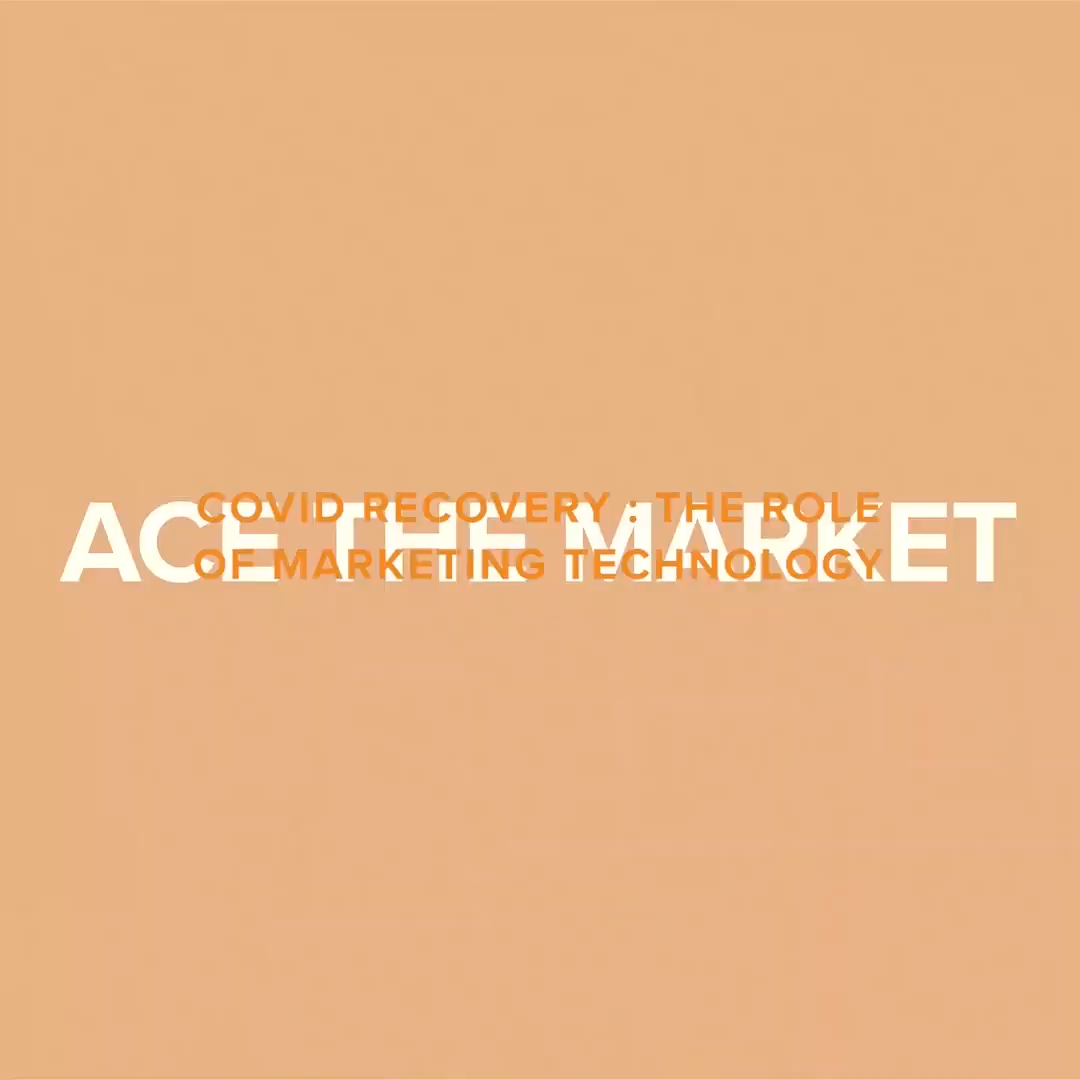 COVID RECOVERY : THE ROLE
ACE THE MARKET
OF MARKETING TECHNOLOGY